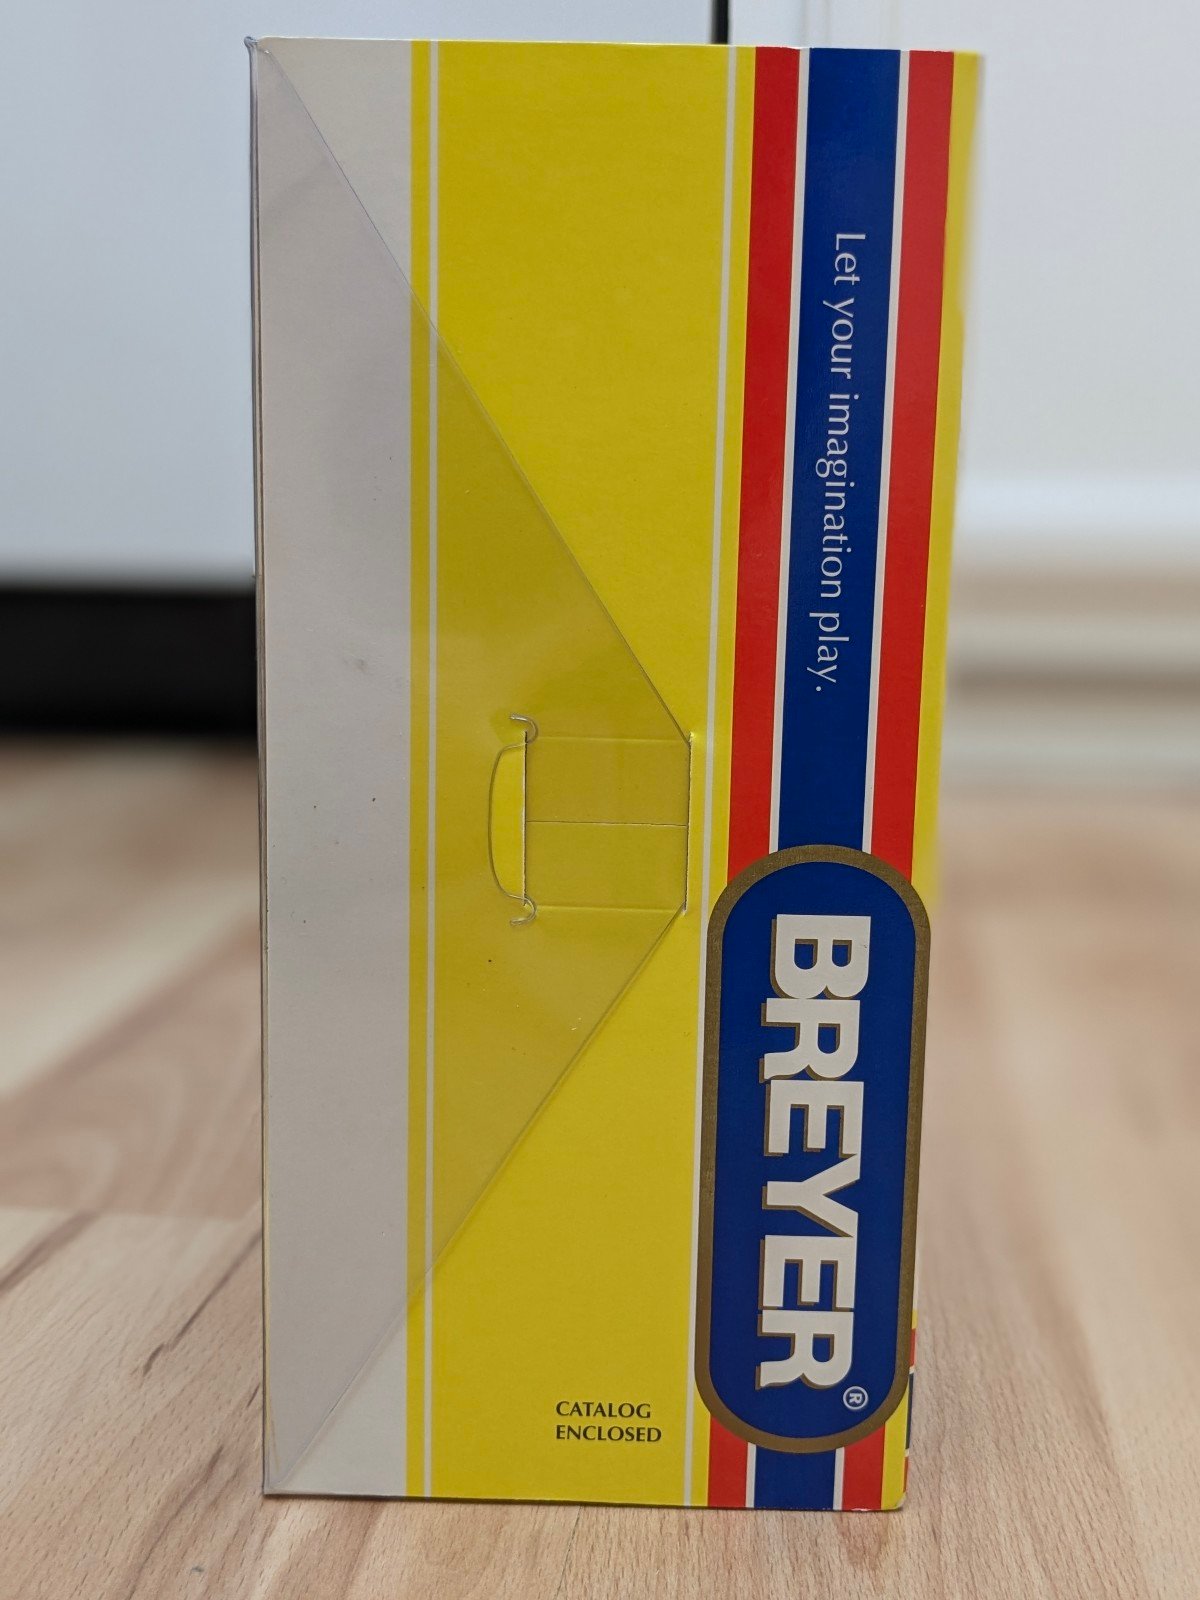 Let your imagination play.
BREYER®
CATALOG
ENCLOSED